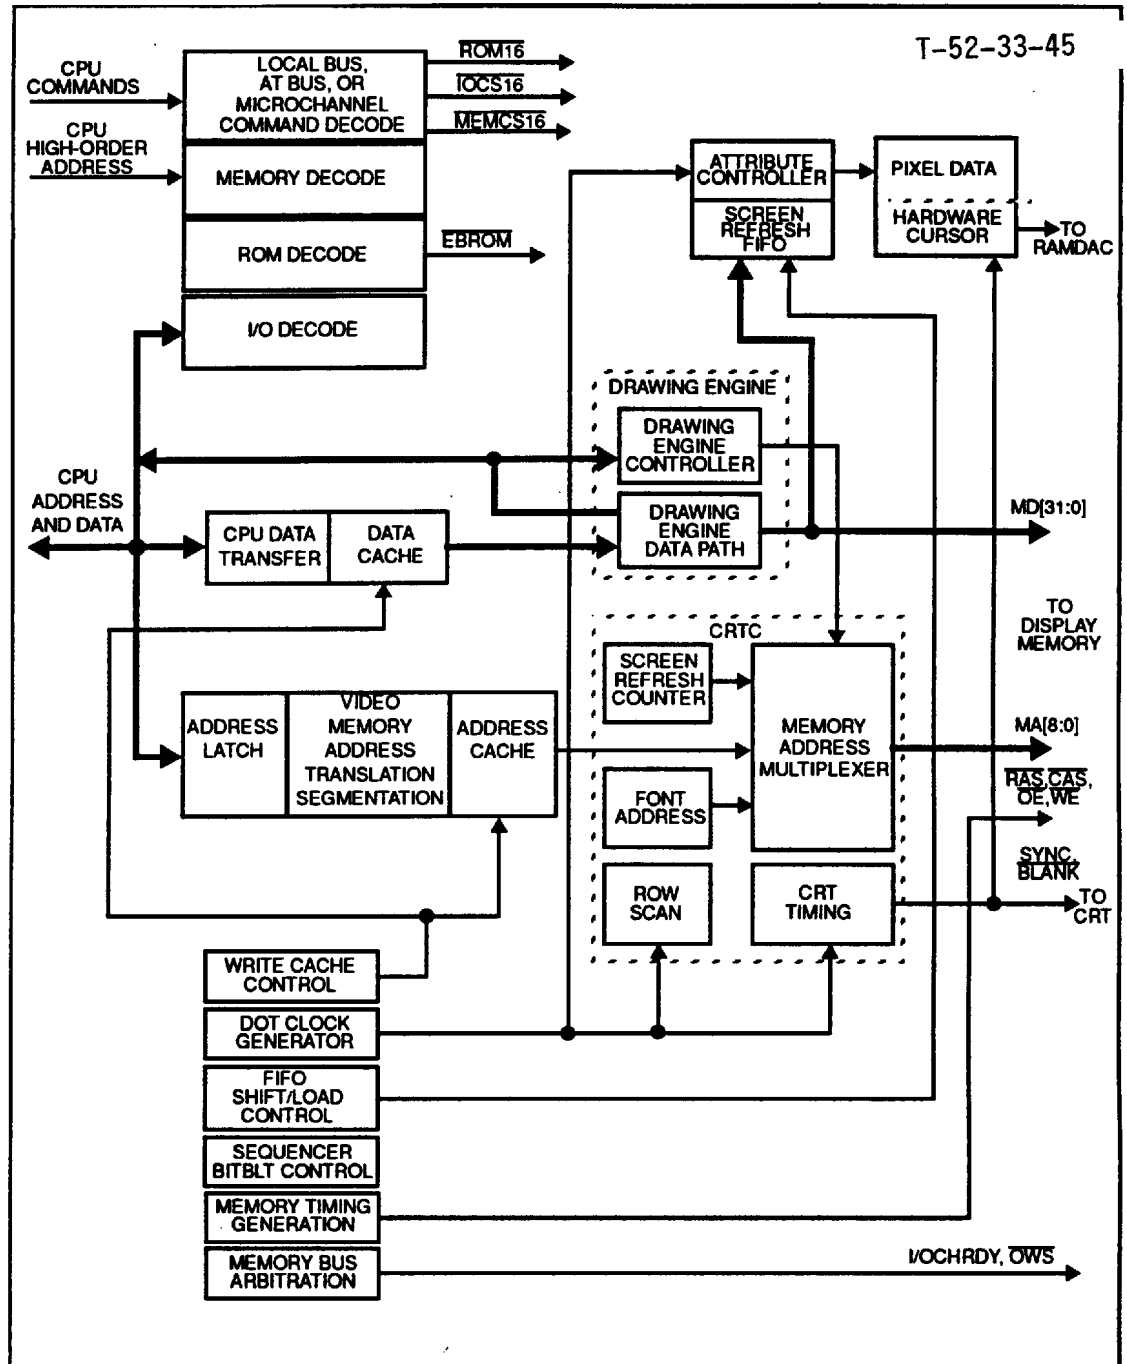 T-52-33-45
CPU
COMMANDS
CPU
HIGH-ORDER
ADDRESS
LOCAL BUS,
AT BUS, OR
MICROCHANNEL
COMMAND DECODE
ROM16
IOCS16
MEMCS16
MEMORY DECODE
ROM DECODE
EBROM
I/O DECODE
ATTRIBUTE
CONTROLLER
SCREEN
REFRESH
FIFO
PIXEL DATA
HARDWARE
CURSOR
TO
RAMDAC
DRAWING ENGINE
DRAWING
ENGINE
CONTROLLER
DRAWING
ENGINE
DATA PATH
CPU
ADDRESS
AND DATA
CPU DATA
TRANSFER
DATA
CACHE
MD[31:0]
TO
DISPLAY
MEMORY
CRTC
SCREEN
REFRESH
COUNTER
MEMORY
ADDRESS
MULTIPLEXER
FONT
ADDRESS
ROW
SCAN
CRT
TIMING
ADDRESS
LATCH
VIDEO
MEMORY
ADDRESS
TRANSLATION
SEGMENTATION
ADDRESS
CACHE
MA[8:0]
RAS,CAS,
OE,WE
SYNC,
BLANK
TO
CRT
WRITE CACHE
CONTROL
DOT CLOCK
GENERATOR
FIFO
SHIFT/LOAD
CONTROL
SEQUENCER
BITBLT CONTROL
MEMORY TIMING
GENERATION
MEMORY BUS
ARBITRATION
I/OCHRDY, OWS